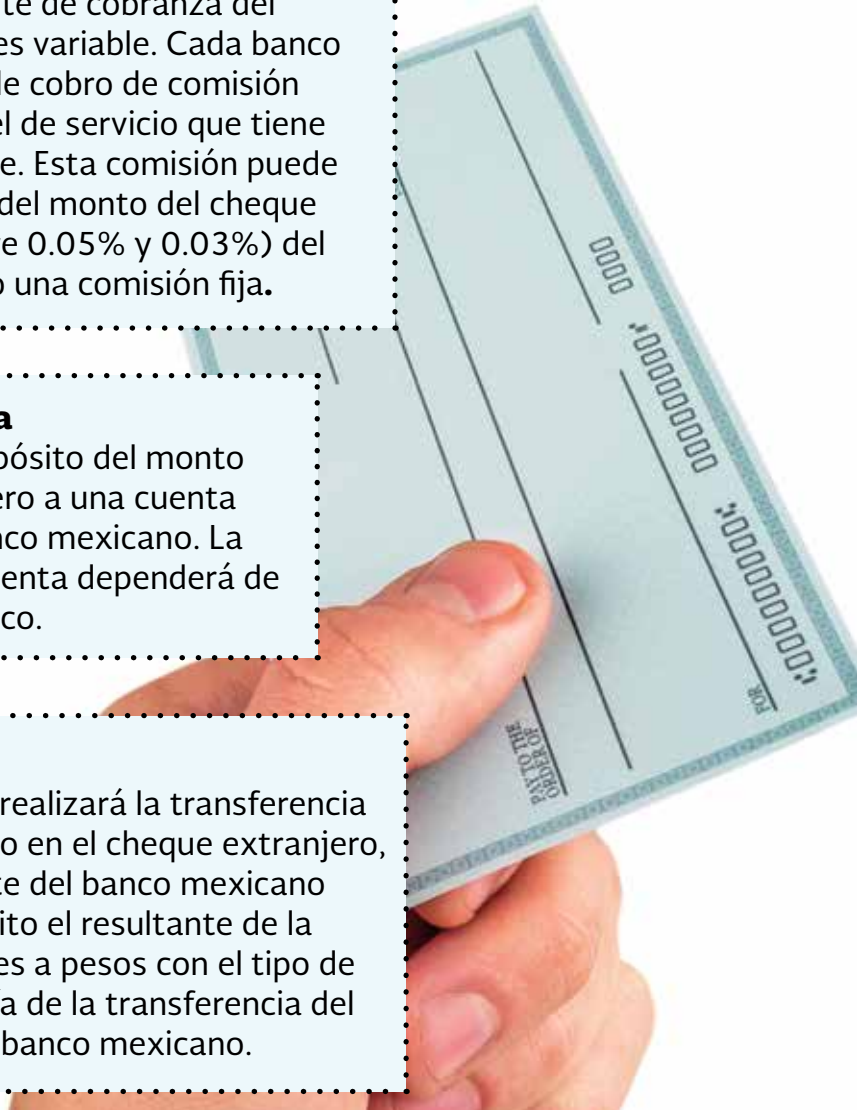 te de cobranza del
es variable. Cada banco
le cobro de comisión
el de servicio que tiene
e. Esta comisión puede
del monto del cheque
e 0.05% y 0.03%) del
o una comisión fija.
a
pósito del monto
ero a una cuenta
nco mexicano. La
enta dependerá de
co.
realizará la transferencia
o en el cheque extranjero,
te del banco mexicano
ito el resultante de la
es a pesos con el tipo de
ía de la transferencia del
banco mexicano.
PAY TO THE
ORDER OF
FOR